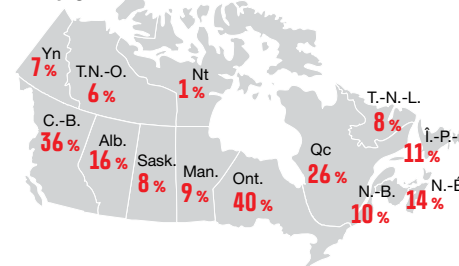 Yn
7 %
T.N.-O.
6 %
Nt
1 %
C.-B.
36 %
Alb.
16 %
Sask.
8 %
Man.
9 %
Ont.
40 %
Qc
26 %
T.-N.-L.
8 %
Î.-P.-
11 %
N.-B.
10 %
N.-É
14 %